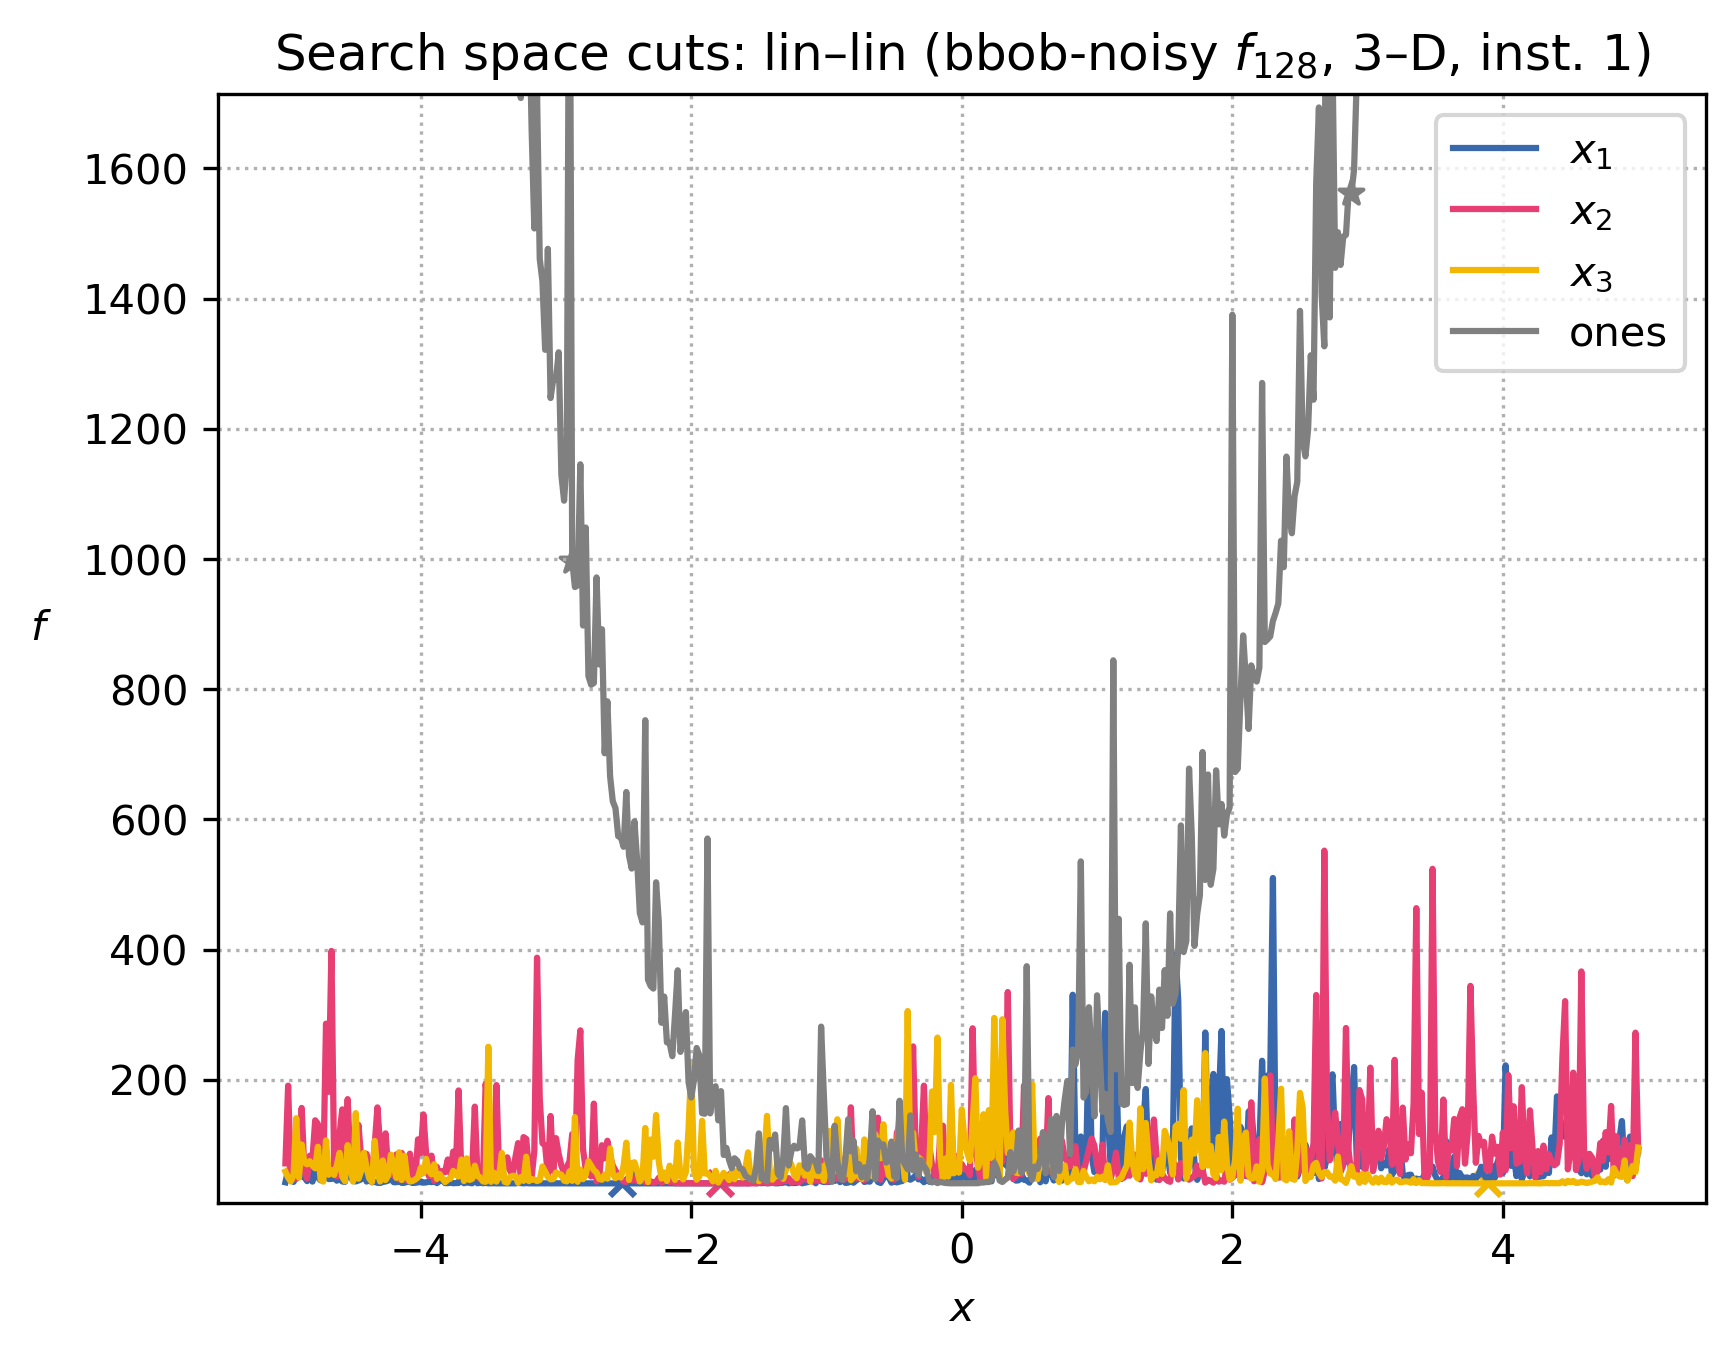 Search space cuts: lin–lin (bbob-noisy f₁₂₈, 3–D, inst. 1)
x₁
x₂
x₃
ones
1600
1400
1200
1000
800
600
400
200
f
−4 −2 0 2 4
x